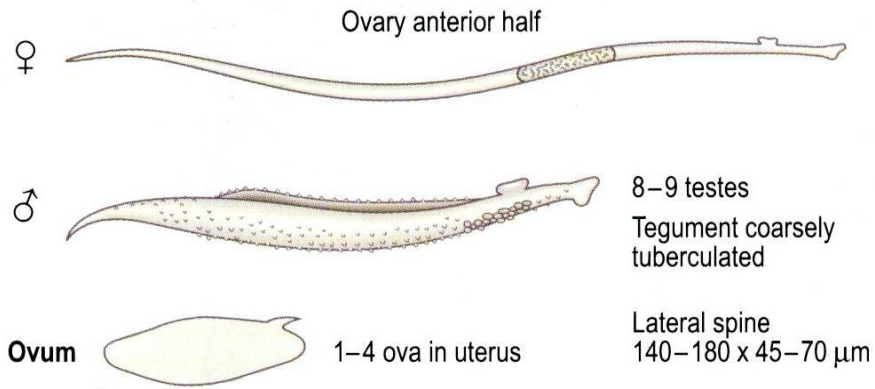 Ovary anterior half
♀
♂
8–9 testes
Tegument coarsely
tuberculated
Ovum
1–4 ova in uterus
Lateral spine
140–180 x 45–70 μm